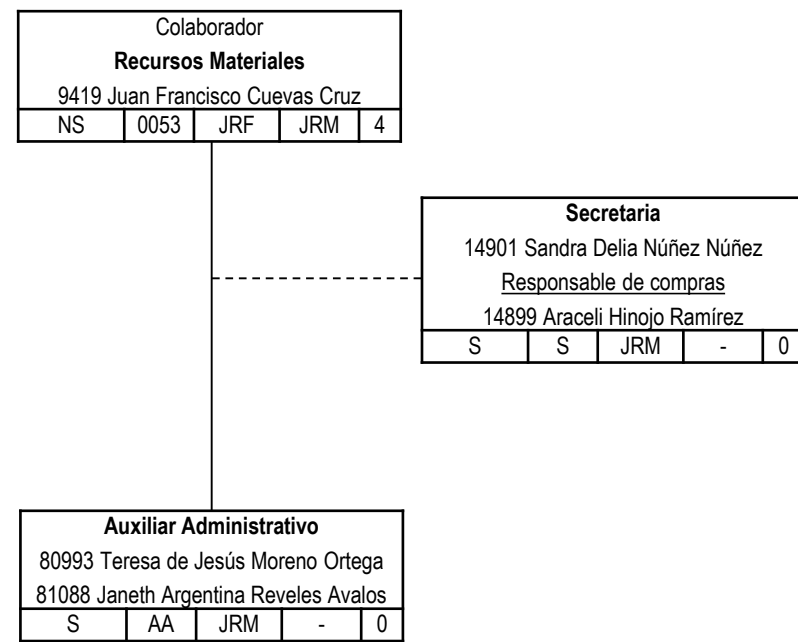 Colaborador
Recursos Materiales
9419 Juan Francisco Cuevas Cruz
NS 0053 JRF JRM 4
Secretaria
14901 Sandra Delia Núñez Núñez
Responsable de compras
14899 Araceli Hinojo Ramírez
S S JRM - 0
Auxiliar Administrativo
80993 Teresa de Jesús Moreno Ortega
81088 Janeth Argentina Reveles Avalos
S AA JRM - 0